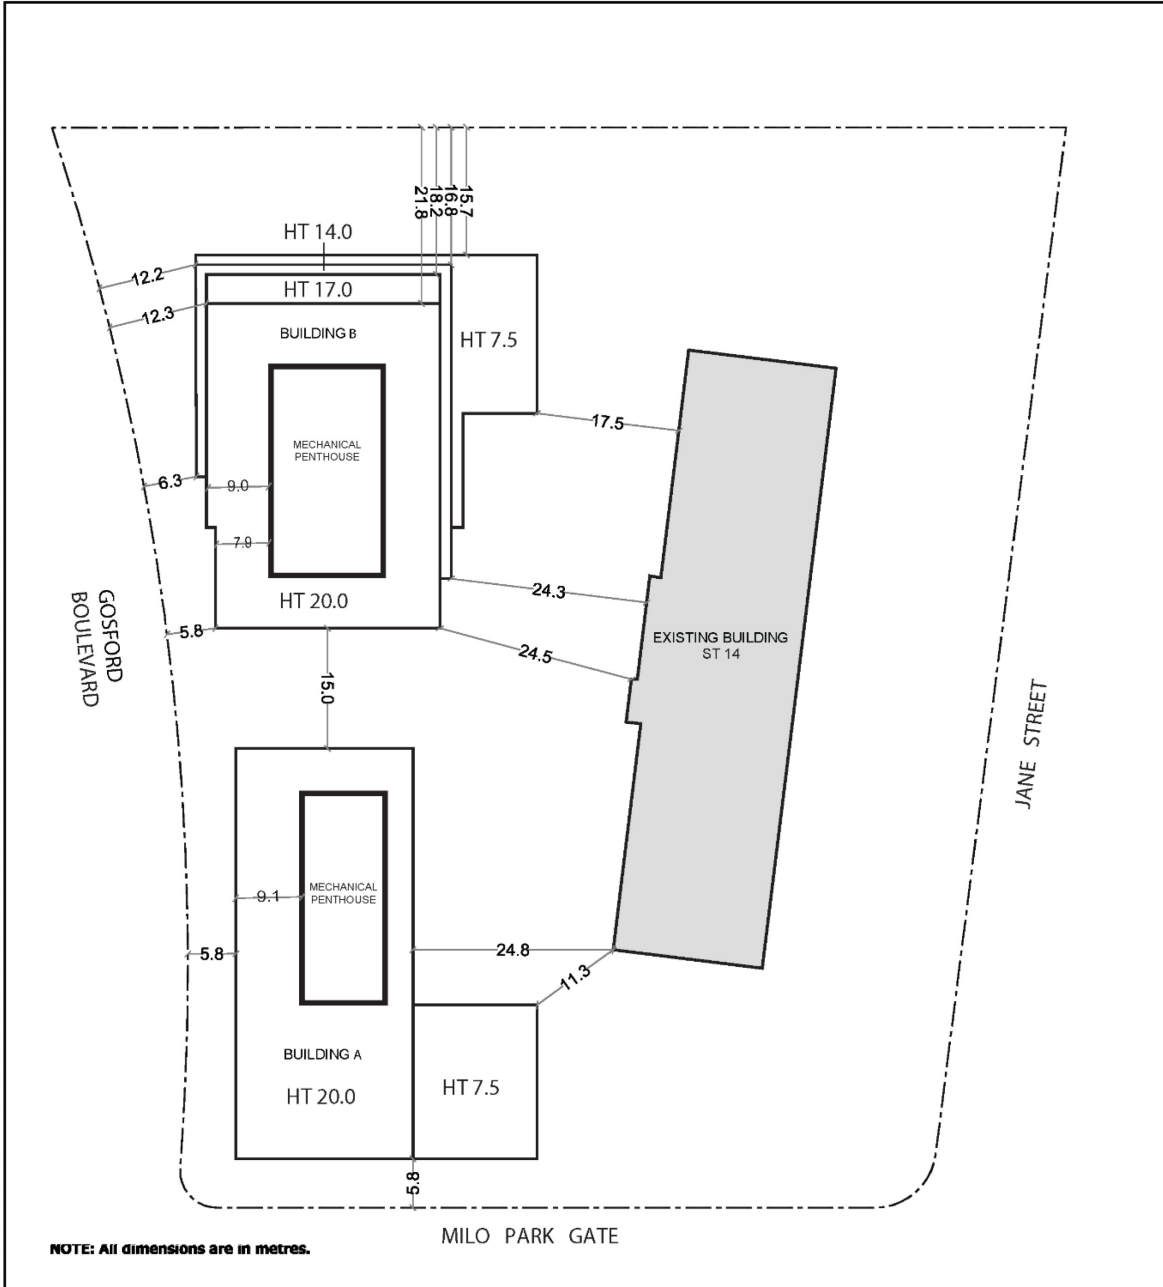 21.8
18.2
16.8
15.7
HT 14.0
12.2
HT 17.0
12.3
BUILDING B
HT 7.5
17.5
MECHANICAL
PENTHOUSE
6.3
9.0
7.9
24.3
HT 20.0
GOSFORD
BOULEVARD
5.8
24.5
EXISTING BUILDING
ST 14
15.0
JANE STREET
9.1
MECHANICAL
PENTHOUSE
5.8
24.8
11.3
BUILDING A
HT 20.0
HT 7.5
5.8
MILO PARK GATE
NOTE: All dimensions are in metres.